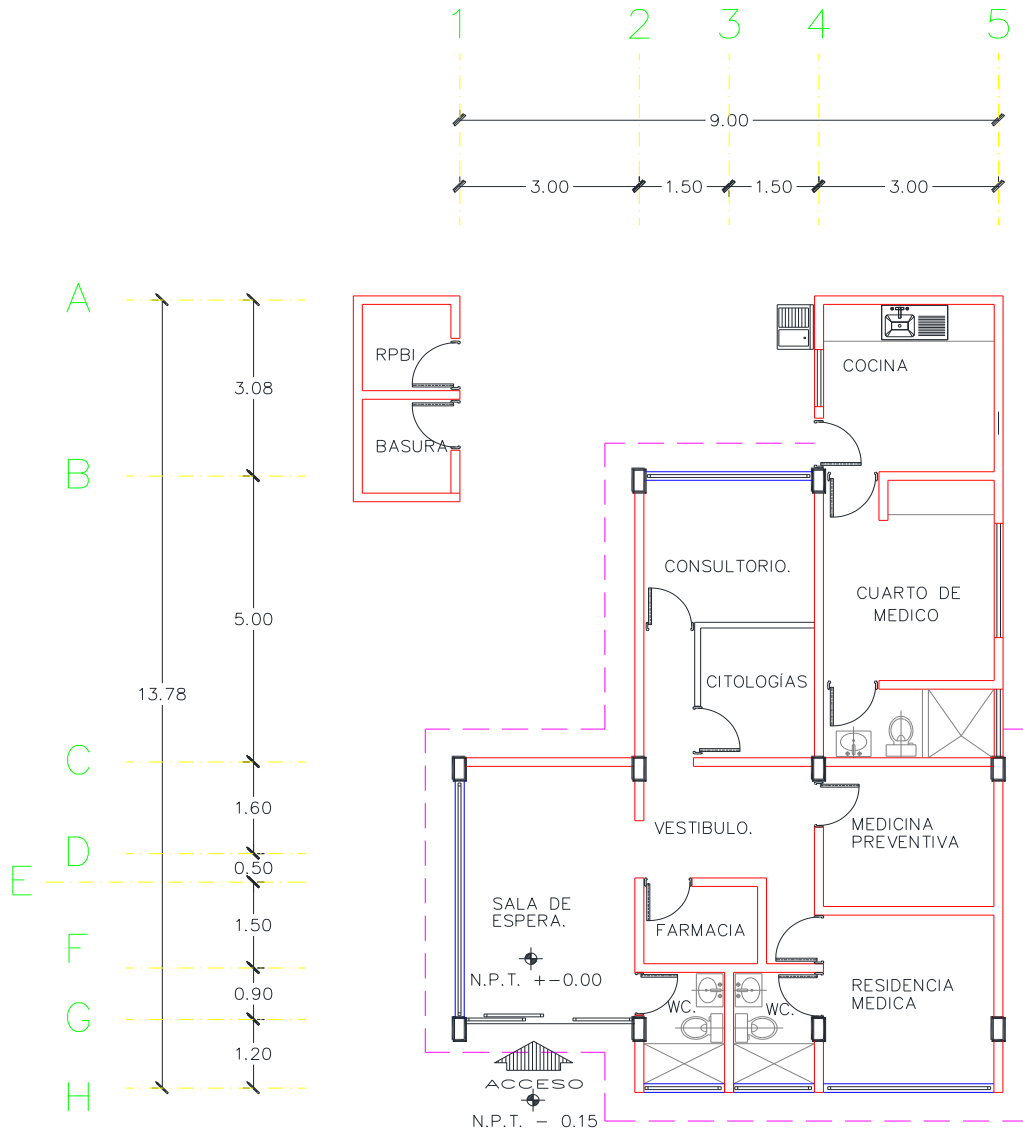 1 2 3 4 5
9.00
3.00 1.50 1.50 3.00
A
RPBI
COCINA
3.08
BASURA
B
CONSULTORIO.
CUARTO DE
MEDICO
5.00
CITOLOGÍAS
13.78
C
1.60
VESTIBULO.
MEDICINA
PREVENTIVA
D
0.50
E
SALA DE
ESPERA.
1.50
FARMACIA
F
N.P.T. +-0.00
RESIDENCIA
MEDICA
0.90
WC.
WC.
G
1.20
ACCESO
H
N.P.T. - 0.15